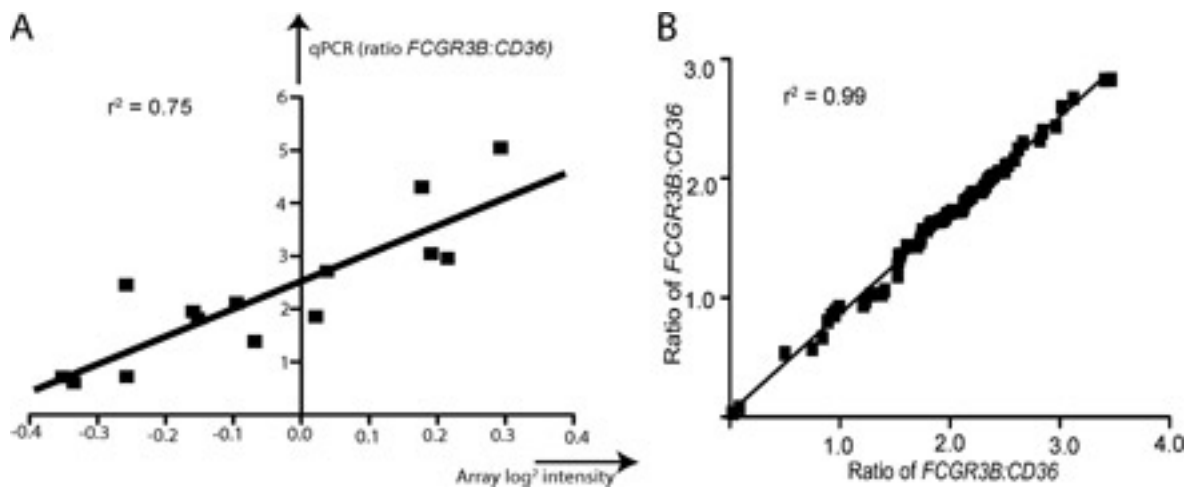 A
qPCR (ratio FCGR3B:CD36)
r² = 0.75
6
5
4
3
2
1
-0.4 -0.3 -0.2 -0.1 0.0 0.1 0.2 0.3 0.4
Array log² intensity
B
3.0
r² = 0.99
2.0
1.0
Ratio of FCGR3B:CD36
1.0 2.0 3.0 4.0
Ratio of FCGR3B:CD36